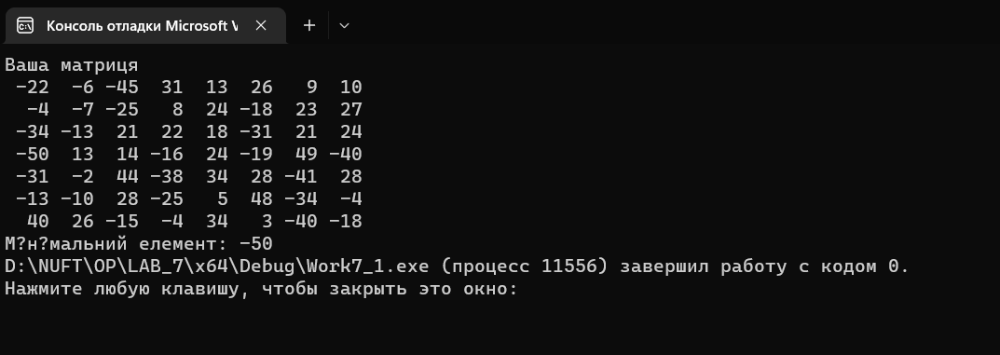 Консоль отладки Microsoft V
Ваша матриця
-22 -6 -45 31 13 26 9 10
-4 -7 -25 8 24 -18 23 27
-34 -13 21 22 18 -31 21 24
-50 13 14 -16 24 -19 49 -40
-31 -2 44 -38 34 28 -41 28
-13 -10 28 -25 5 48 -34 -4
40 26 -15 -4 34 3 -40 -18
М?н?мальний елемент: -50
D:\NUFT\OP\LAB_7\x64\Debug\Work7_1.exe (процесс 11556) завершил работу с кодом 0.
Нажмите любую клавишу, чтобы закрыть это окно: